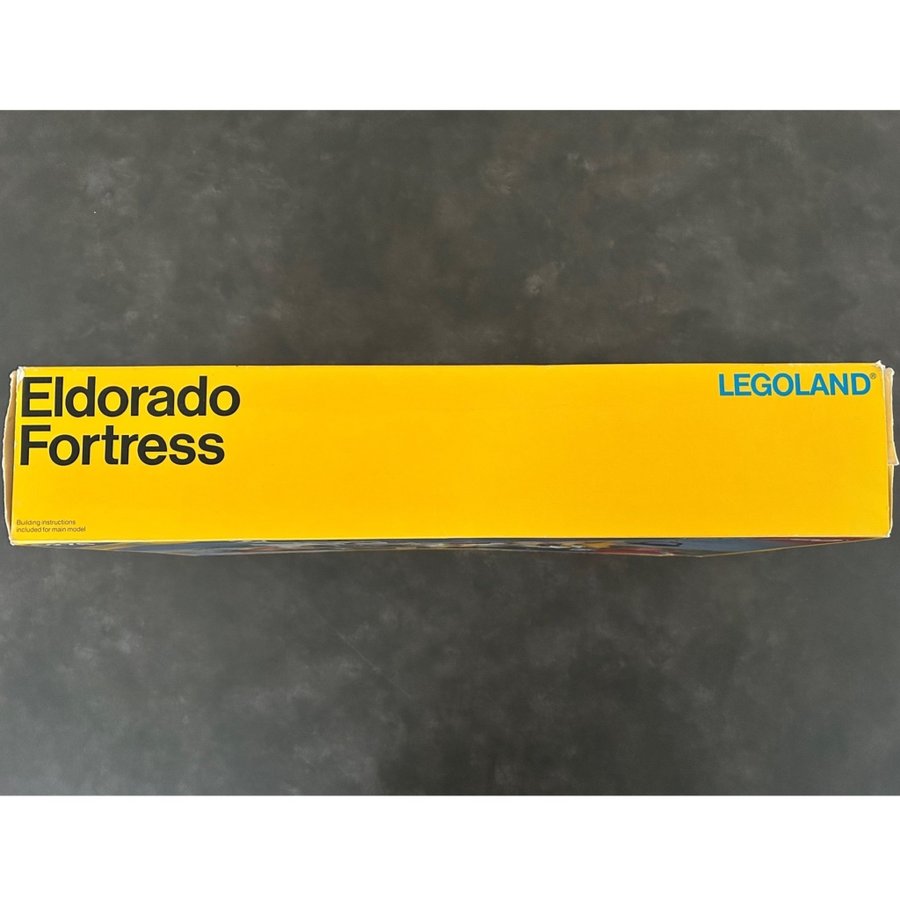 Eldorado
Fortress
LEGOLAND®
Building instructions
included for main model